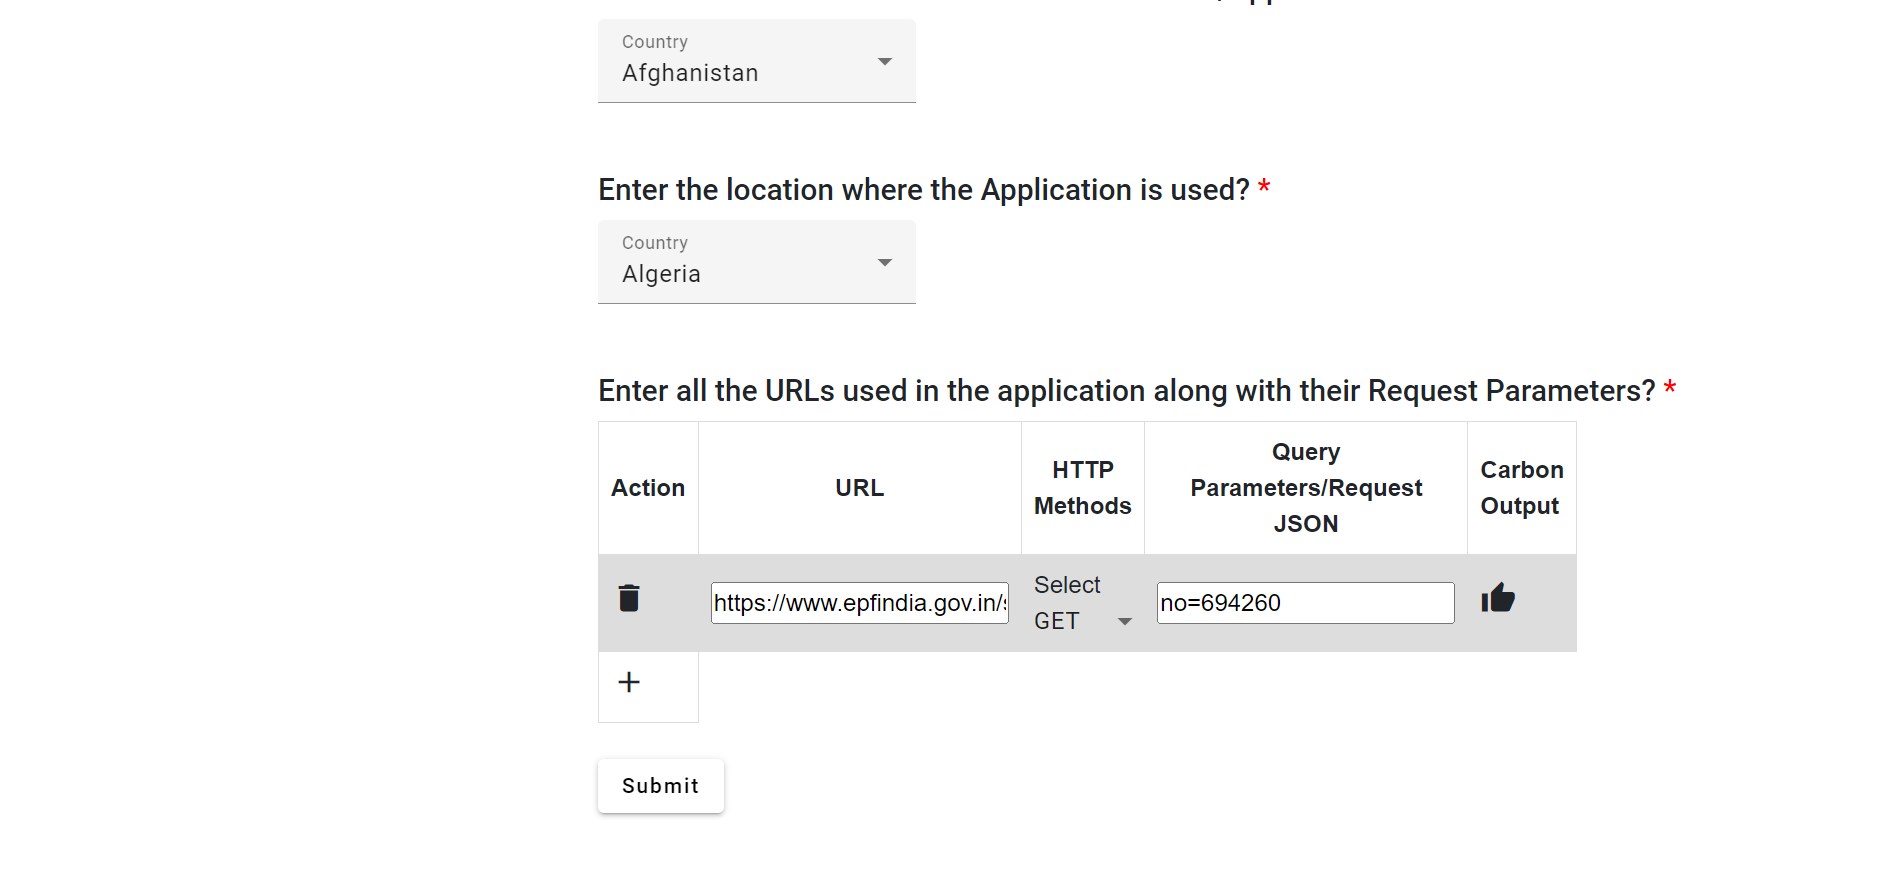 Country
Afghanistan
Enter the location where the Application is used? *
Country
Algeria
Enter all the URLs used in the application along with their Request Parameters? *
Action
URL
HTTP
Methods
Query
Parameters/Request
JSON
Carbon
Output
https://www.epfindia.gov.in/
Select
GET
no=694260
Submit